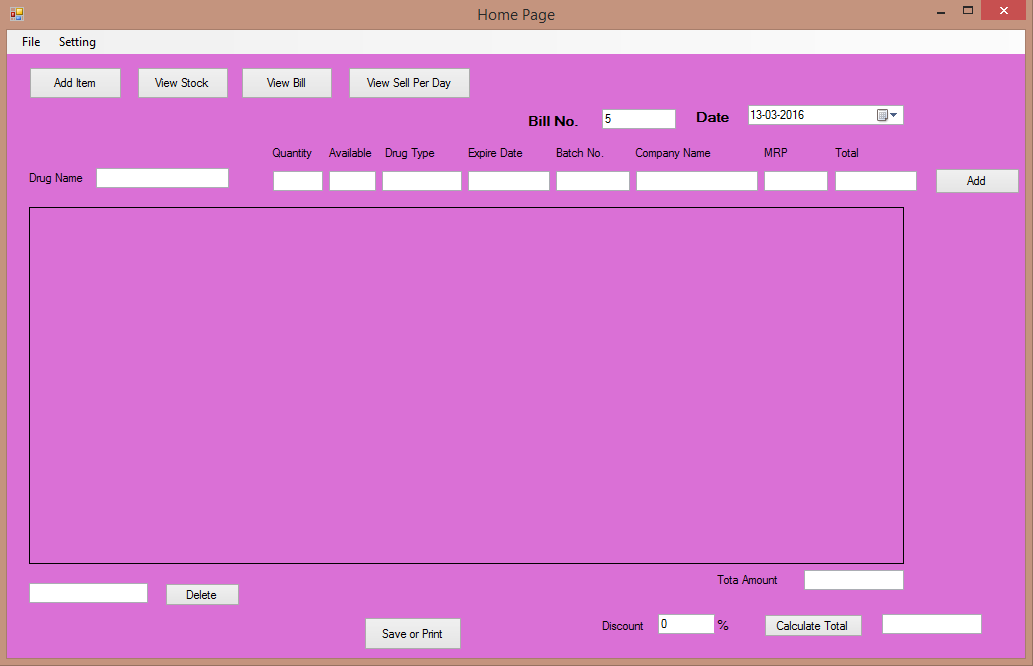 Home Page
File Setting
Add Item View Stock View Bill View Sell Per Day
Bill No. 5 Date 13-03-2016
Quantity Available Drug Type Expire Date Batch No. Company Name MRP Total
Drug Name Add
Tota Amount
Delete
Discount 0 % Calculate Total
Save or Print